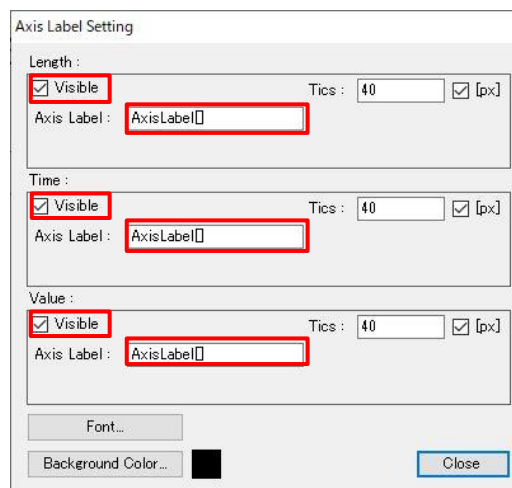 Axis Label Setting
Length :
Visible Tics : 40 [px]
Axis Label : AxisLabel[]
Time :
Visible Tics : 40 [px]
Axis Label : AxisLabel[]
Value :
Visible Tics : 40 [px]
Axis Label : AxisLabel[]
Font...
Background Color... Close